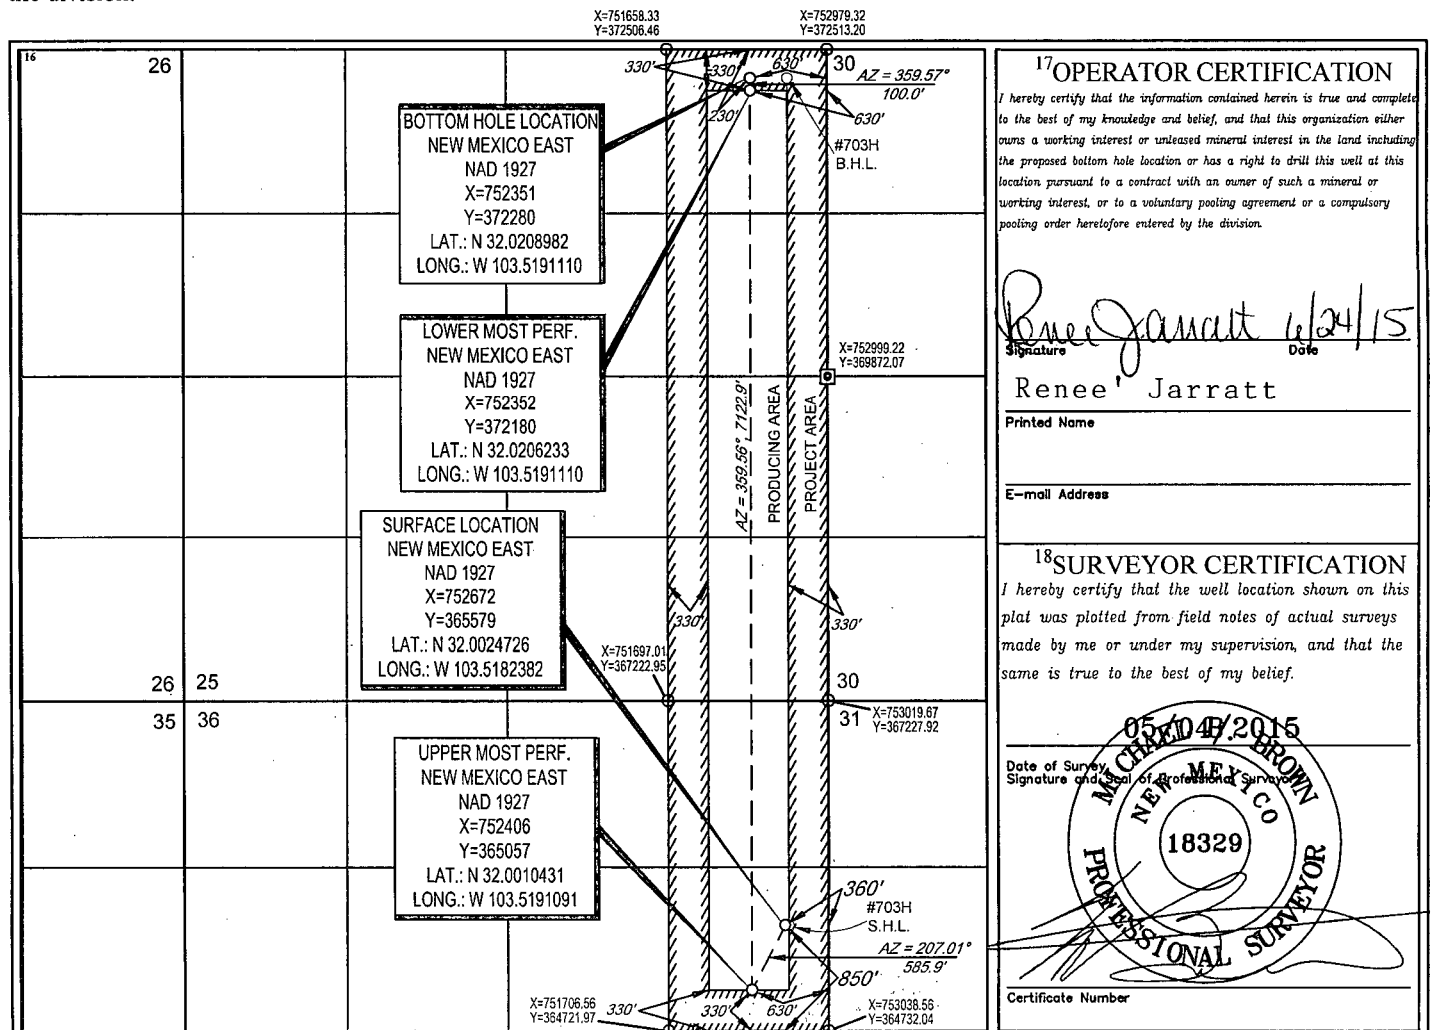 X=751658.33
Y=372506.46
X=752979.32
Y=372513.20
16
26
330'
330'
630'
30
AZ = 359.57°
100.0'
230'
630'
#703H
B.H.L.
BOTTOM HOLE LOCATION
NEW MEXICO EAST
NAD 1927
X=752351
Y=372280
LAT.: N 32.0208982
LONG.: W 103.5191110
LOWER MOST PERF.
NEW MEXICO EAST
NAD 1927
X=752352
Y=372180
LAT.: N 32.0206233
LONG.: W 103.5191110
X=752999.22
Y=369872.07
AZ = 359.56° 7122.9'
PRODUCING AREA
PROJECT AREA
SURFACE LOCATION
NEW MEXICO EAST
NAD 1927
X=752672
Y=365579
LAT.: N 32.0024726
LONG.: W 103.5182382
330'
330'
X=751697.01
Y=367222.95
26 25
35 36
30
31
X=753019.67
Y=367227.92
UPPER MOST PERF.
NEW MEXICO EAST
NAD 1927
X=752406
Y=365057
LAT.: N 32.0010431
LONG.: W 103.5191091
360'
#703H
S.H.L.
AZ = 207.01°
585.9'
850'
X=751706.56
Y=364721.97
330'
330'
630'
X=753038.56
Y=364732.04
17 OPERATOR CERTIFICATION
I hereby certify that the information contained herein is true and complete
to the best of my knowledge and belief, and that this organization either
owns a working interest or unleased mineral interest in the land including
the proposed bottom hole location or has a right to drill this well at this
location pursuant to a contract with an owner of such a mineral or
working interest, or to a voluntary pooling agreement or a compulsory
pooling order heretofore entered by the division.
Renee Jarratt 6/24/15
Signature Date
Renee' Jarratt
Printed Name
E-mail Address
18 SURVEYOR CERTIFICATION
I hereby certify that the well location shown on this
plat was plotted from field notes of actual surveys
made by me or under my supervision, and that the
same is true to the best of my belief.
05/04/2015
Date of Survey
Signature and Seal of Professional Surveyor
MICHAEL B. BROWN
NEW MEXICO
18329
PROFESSIONAL SURVEYOR
Certificate Number